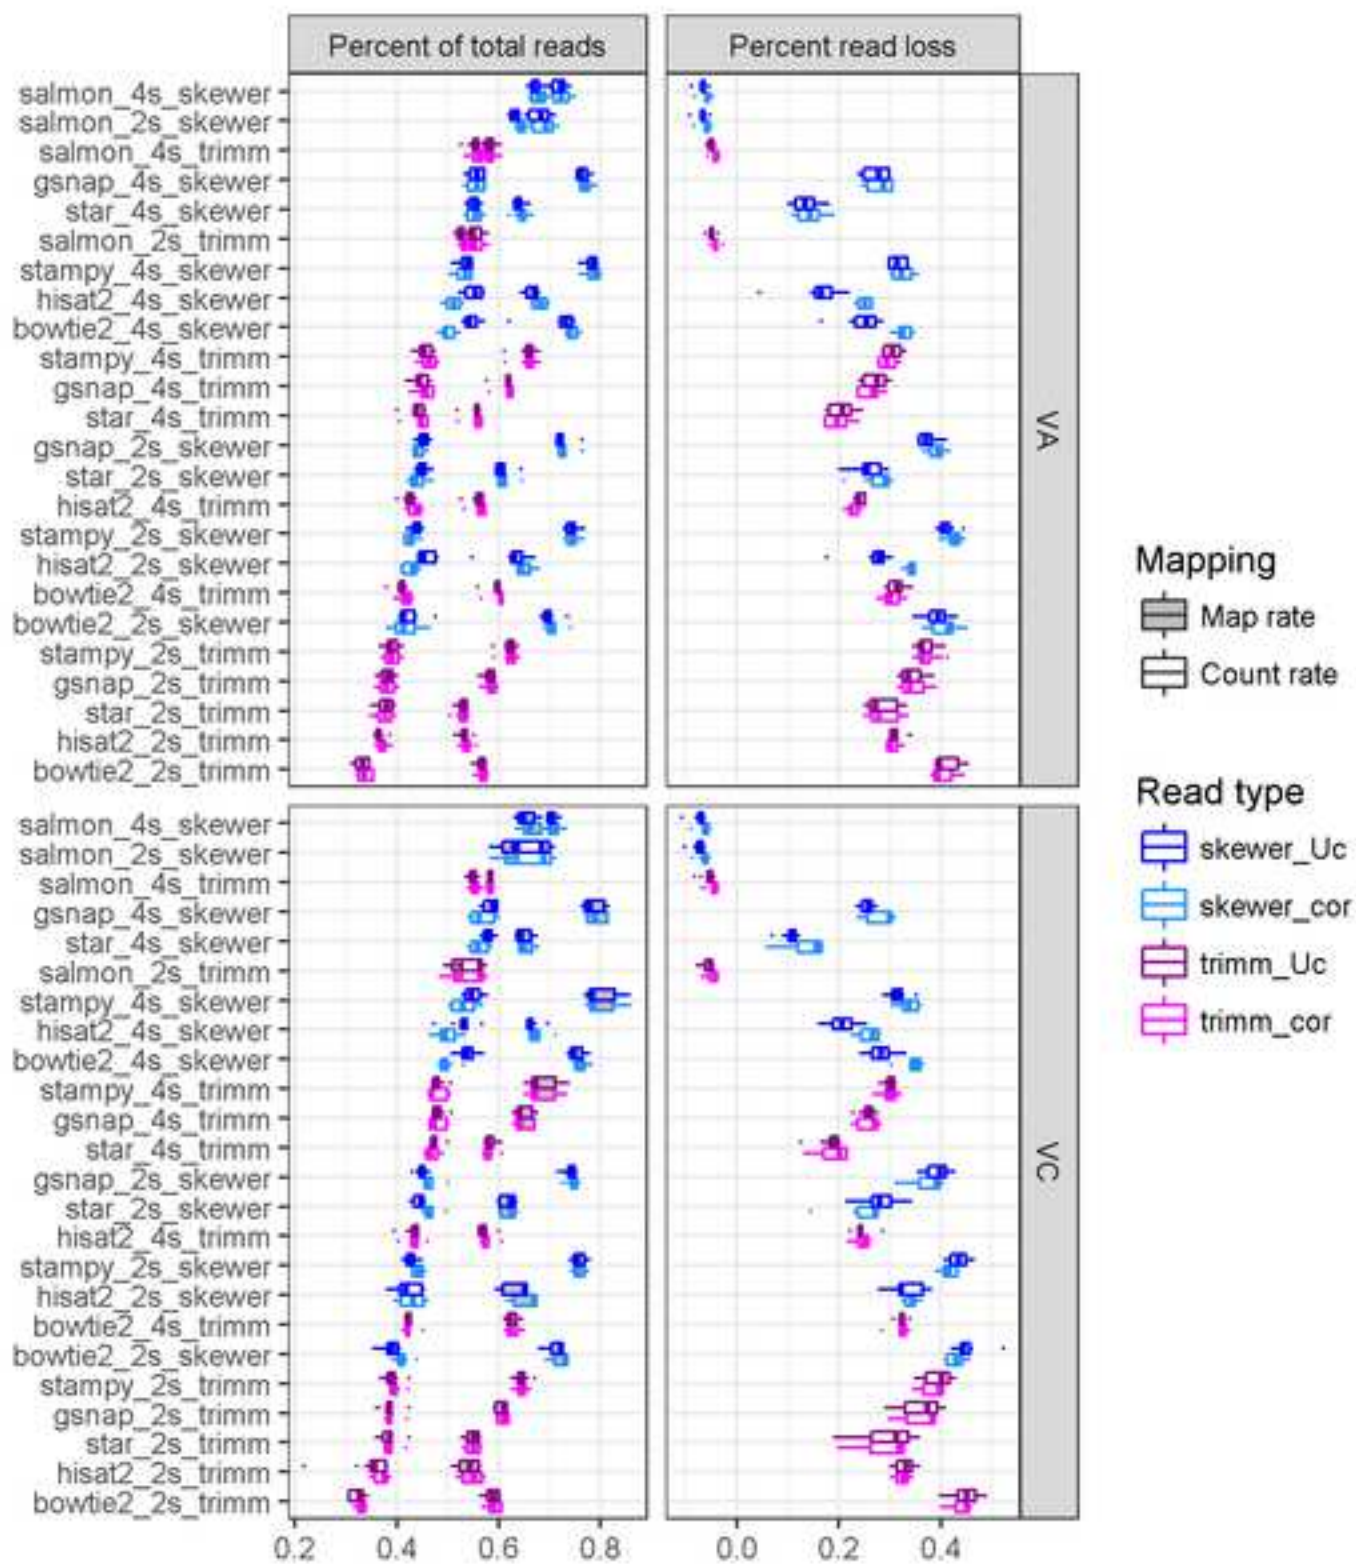 Percent of total reads
Percent read loss
salmon_4s_skewer
salmon_2s_skewer
salmon_4s_trimm
gsnap_4s_skewer
star_4s_skewer
salmon_2s_trimm
stampy_4s_skewer
hisat2_4s_skewer
bowtie2_4s_skewer
stampy_4s_trimm
gsnap_4s_trimm
star_4s_trimm
gsnap_2s_skewer
star_2s_skewer
hisat2_4s_trimm
stampy_2s_skewer
hisat2_2s_skewer
bowtie2_4s_trimm
bowtie2_2s_skewer
stampy_2s_trimm
gsnap_2s_trimm
star_2s_trimm
hisat2_2s_trimm
bowtie2_2s_trimm
VA
salmon_4s_skewer
salmon_2s_skewer
salmon_4s_trimm
gsnap_4s_skewer
star_4s_skewer
salmon_2s_trimm
stampy_4s_skewer
hisat2_4s_skewer
bowtie2_4s_skewer
stampy_4s_trimm
gsnap_4s_trimm
star_4s_trimm
gsnap_2s_skewer
star_2s_skewer
hisat2_4s_trimm
stampy_2s_skewer
hisat2_2s_skewer
bowtie2_4s_trimm
bowtie2_2s_skewer
stampy_2s_trimm
gsnap_2s_trimm
star_2s_trimm
hisat2_2s_trimm
bowtie2_2s_trimm
VC
0.2 0.4 0.6 0.8
0.0 0.2 0.4
Mapping
Map rate
Count rate
Read type
skewer_Uc
skewer_cor
trimm_Uc
trimm_cor